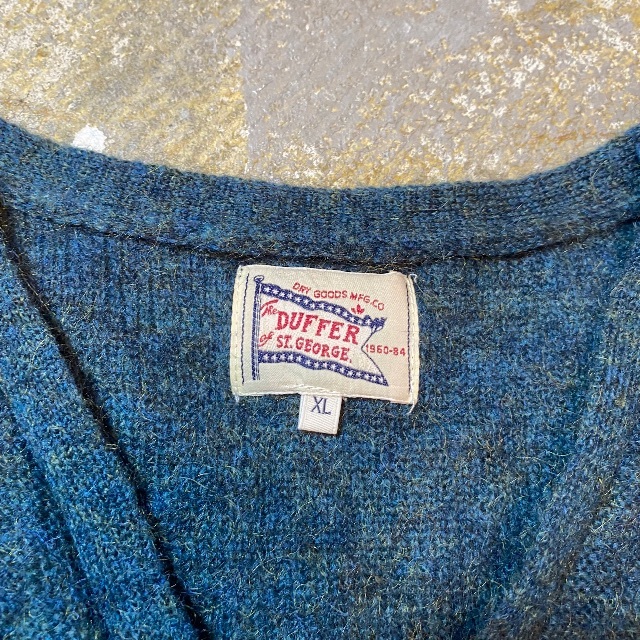 DRY GOODS MFG.CO
The
DUFFER
of ST. GEORGE.
1960-84
XL